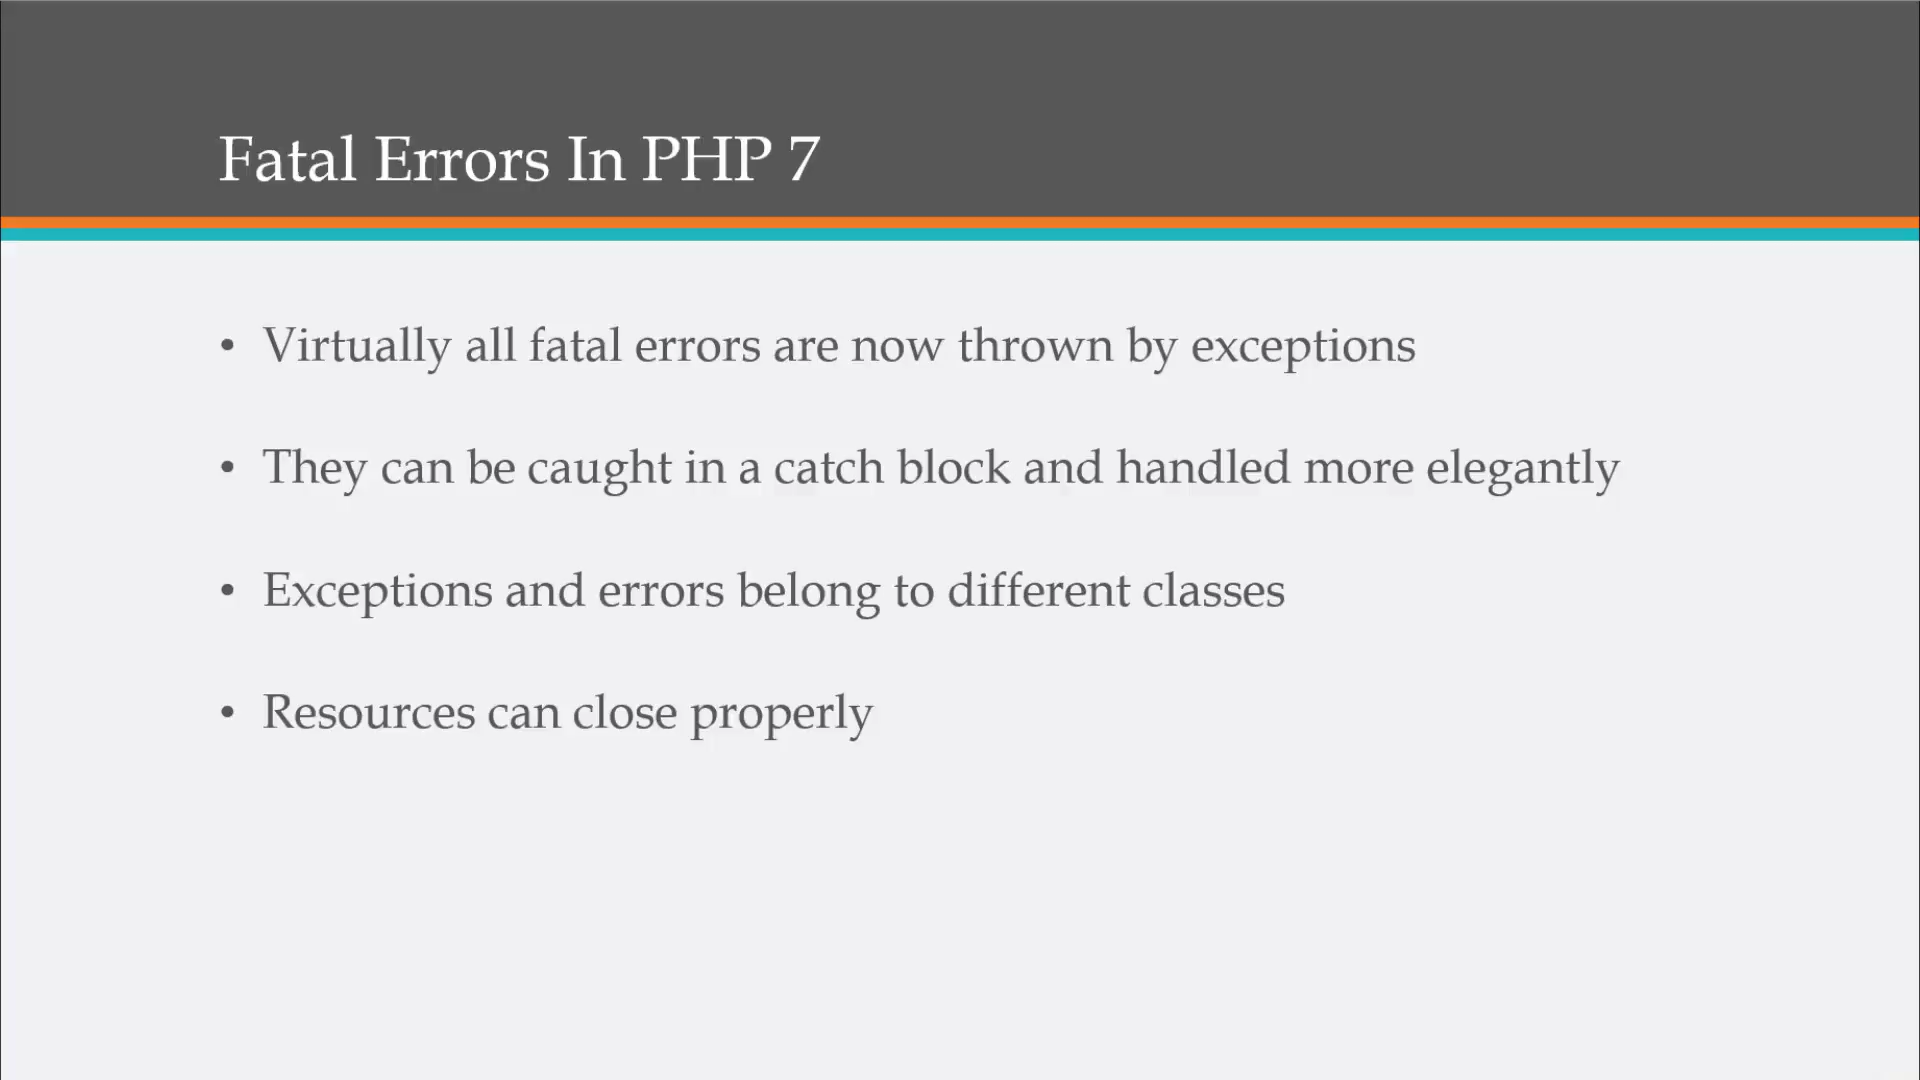 Fatal Errors In PHP 7
• Virtually all fatal errors are now thrown by exceptions
• They can be caught in a catch block and handled more elegantly
• Exceptions and errors belong to different classes
• Resources can close properly